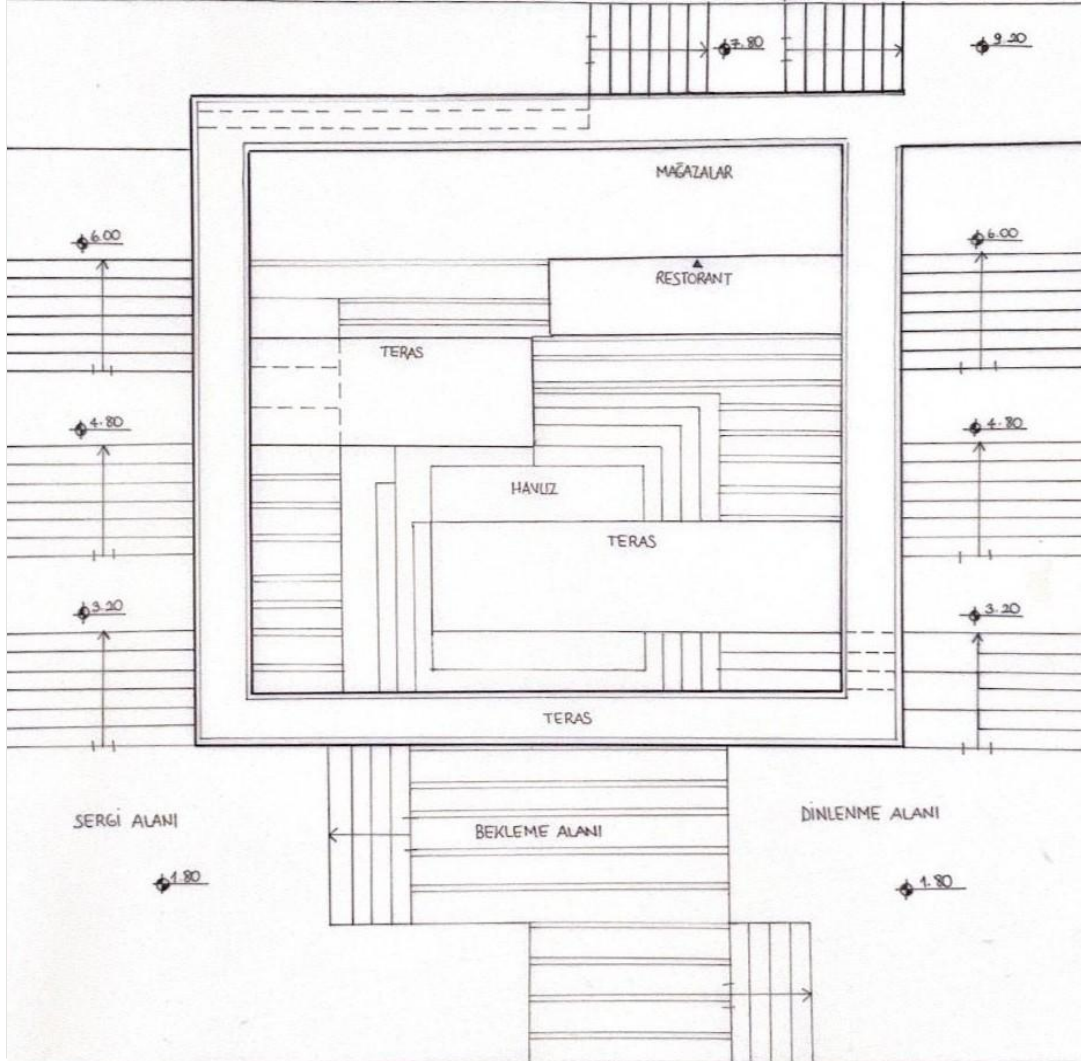 7.80
9.20
MAĞAZALAR
6.00
6.00
RESTORANT
TERAS
4.80
4.80
HAVUZ
TERAS
3.20
3.20
TERAS
SERGİ ALANI
BEKLEME ALANI
DİNLENME ALANI
1.80
1.80